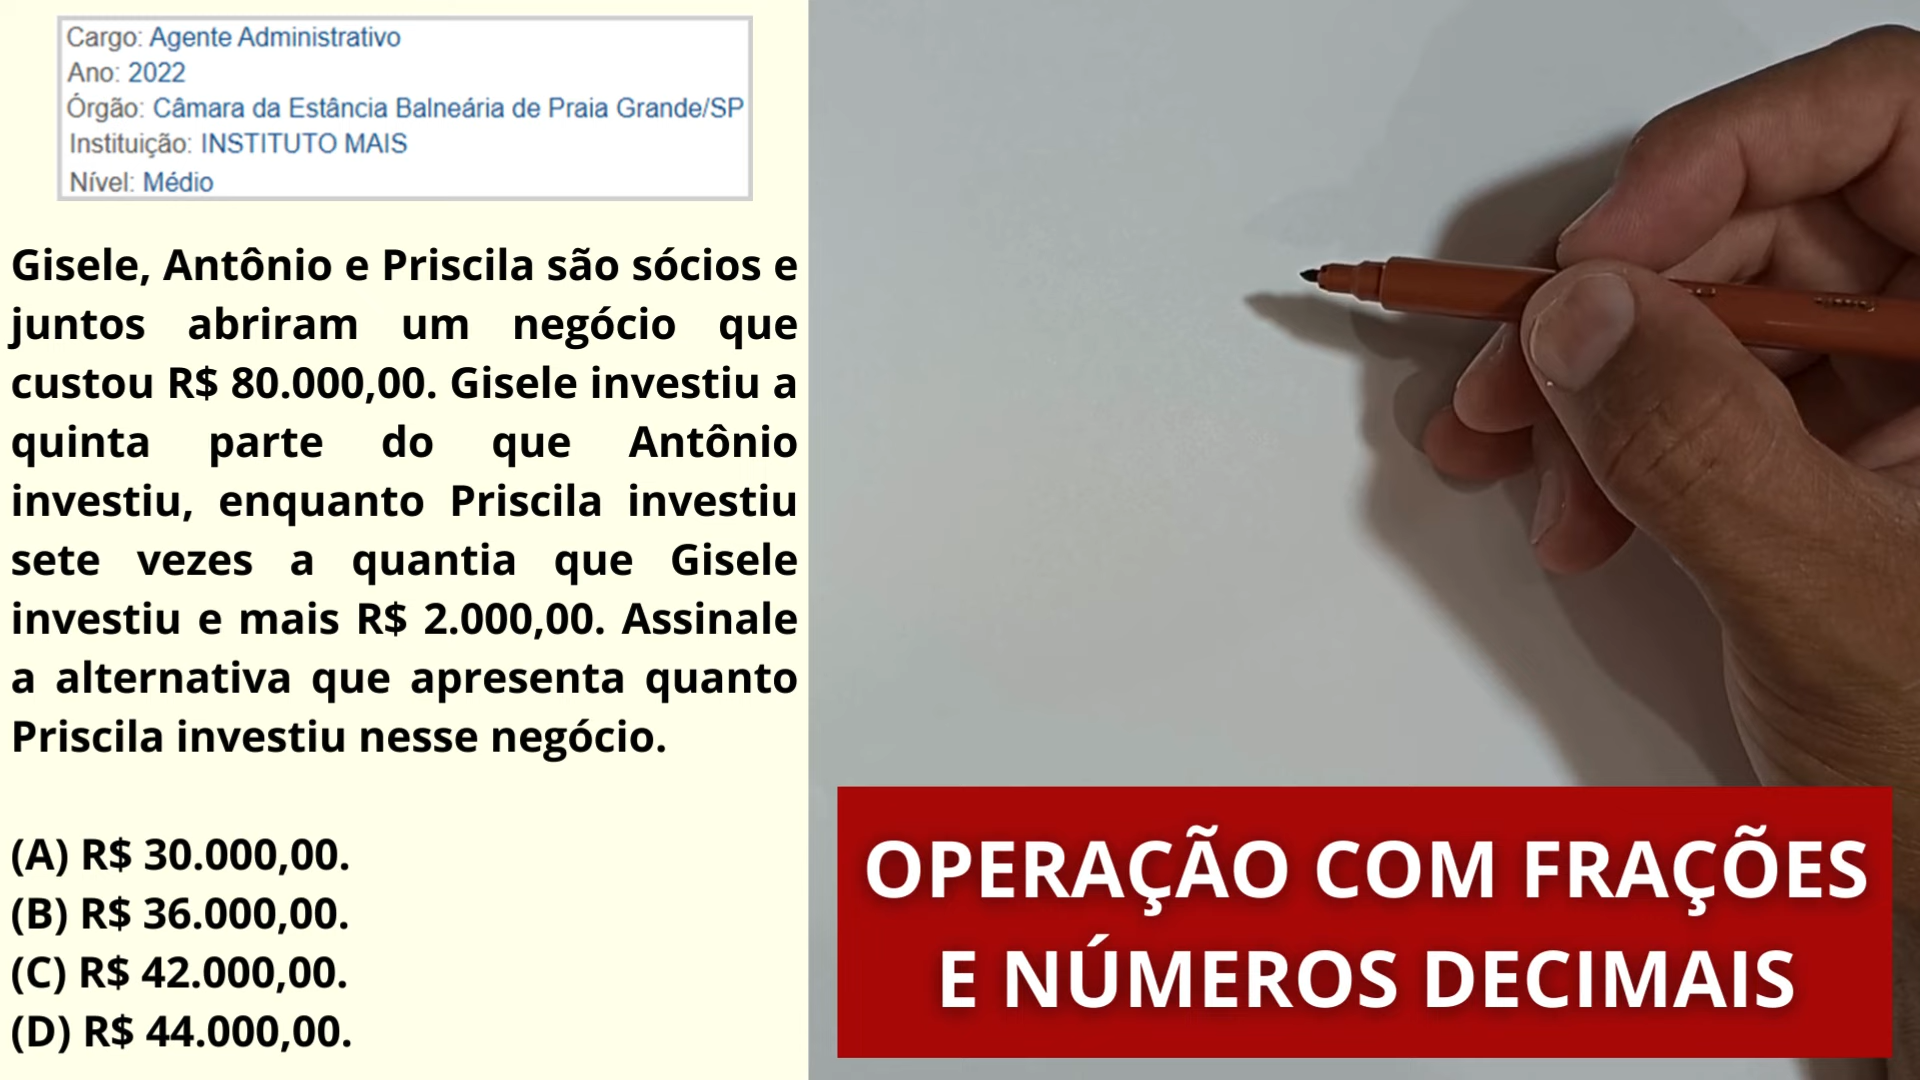 Cargo: Agente Administrativo
Ano: 2022
Órgão: Câmara da Estância Balneária de Praia Grande/SP
Instituição: INSTITUTO MAIS
Nível: Médio
Gisele, Antônio e Priscila são sócios e
juntos abriram um negócio que
custou R$ 80.000,00. Gisele investiu a
quinta parte do que Antônio
investiu, enquanto Priscila investiu
sete vezes a quantia que Gisele
investiu e mais R$ 2.000,00. Assinale
a alternativa que apresenta quanto
Priscila investiu nesse negócio.
(A) R$ 30.000,00.
(B) R$ 36.000,00.
(C) R$ 42.000,00.
(D) R$ 44.000,00.
OPERAÇÃO COM FRAÇÕES
E NÚMEROS DECIMAIS